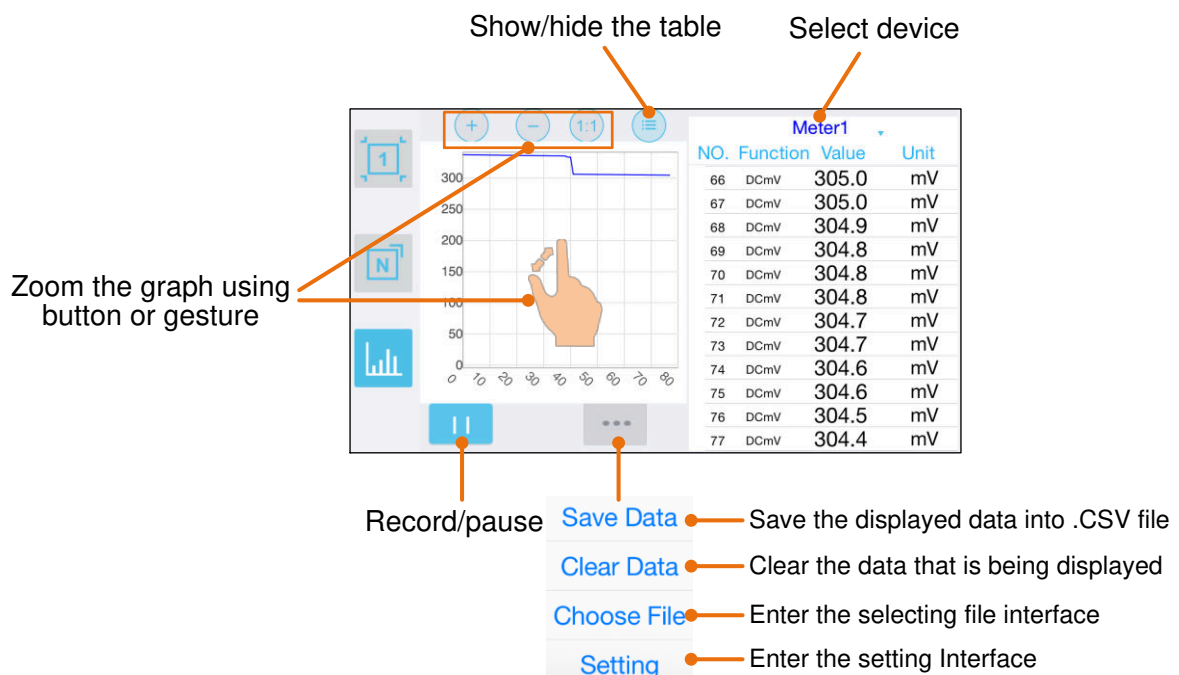 Show/hide the table
Select device
+
−
1:1
1
N
Meter1
NO. Function Value Unit
66 DCmV 305.0 mV
67 DCmV 305.0 mV
68 DCmV 304.9 mV
69 DCmV 304.8 mV
70 DCmV 304.8 mV
71 DCmV 304.8 mV
72 DCmV 304.7 mV
73 DCmV 304.7 mV
74 DCmV 304.6 mV
75 DCmV 304.6 mV
76 DCmV 304.5 mV
77 DCmV 304.4 mV
300
250
200
150
100
50
0
0 10 20 30 40 50 60 70 80
Zoom the graph using
button or gesture
Record/pause
Save Data
Save the displayed data into .CSV file
Clear Data
Clear the data that is being displayed
Choose File
Enter the selecting file interface
Setting
Enter the setting Interface